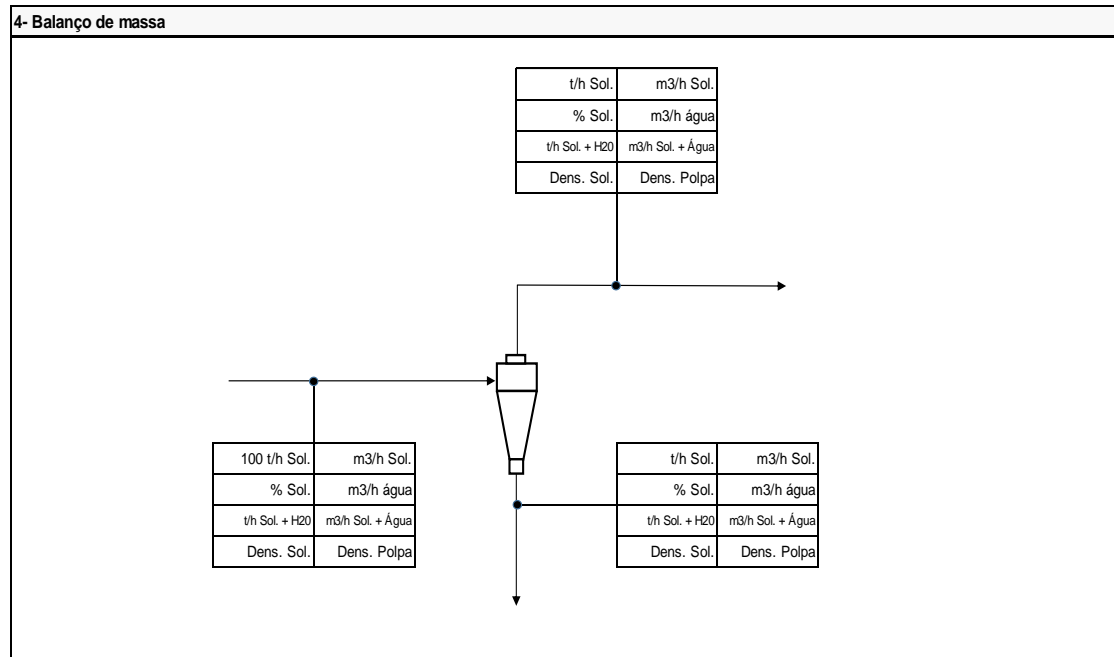 4- Balanço de massa
t/h Sol. m3/h Sol.
% Sol. m3/h água
t/h Sol. + H20 m3/h Sol. + Água
Dens. Sol. Dens. Polpa
100 t/h Sol. m3/h Sol.
% Sol. m3/h água
t/h Sol. + H20 m3/h Sol. + Água
Dens. Sol. Dens. Polpa
t/h Sol. m3/h Sol.
% Sol. m3/h água
t/h Sol. + H20 m3/h Sol. + Água
Dens. Sol. Dens. Polpa